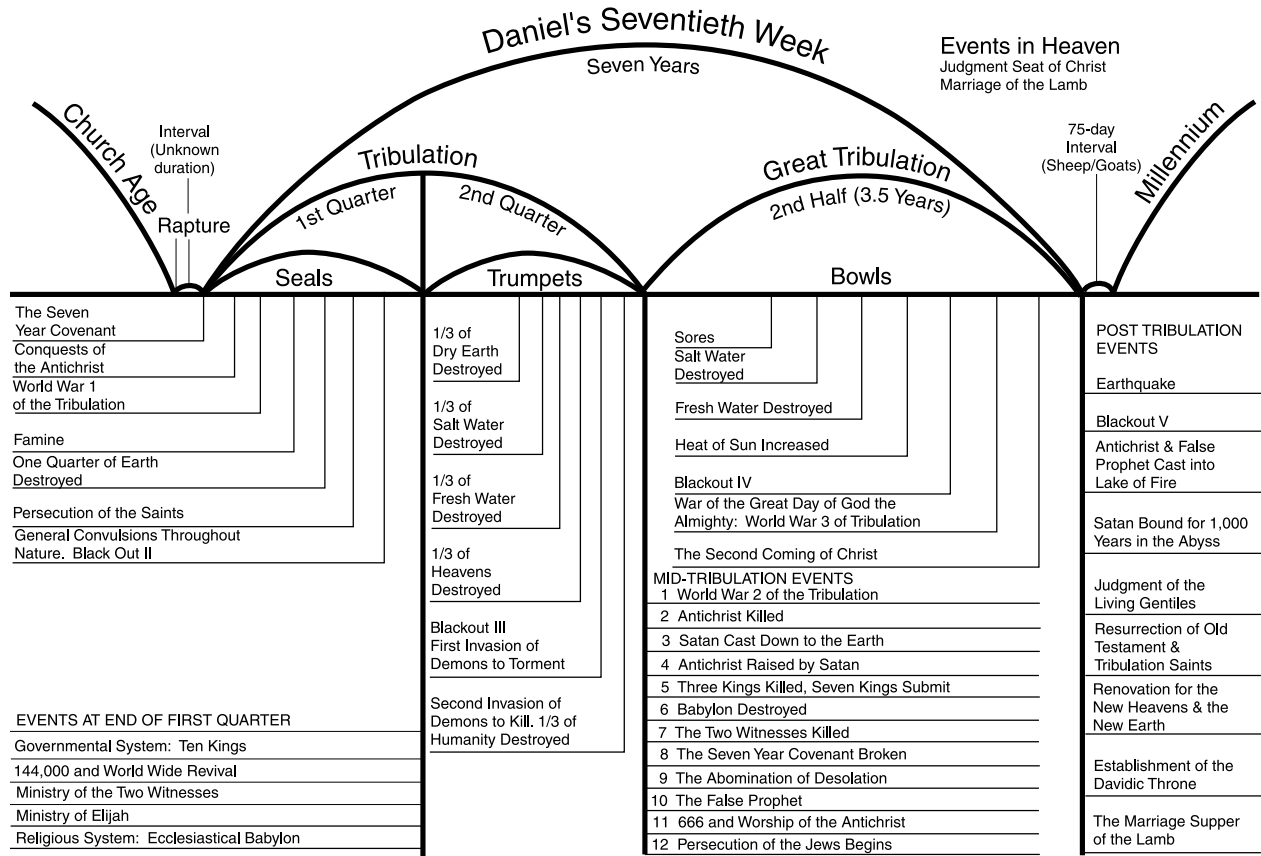 Daniel's Seventieth Week
Seven Years
Events in Heaven
Judgment Seat of Christ
Marriage of the Lamb
Church Age
Interval
(Unknown
duration)
Rapture
Tribulation
1st Quarter
2nd Quarter
Great Tribulation
2nd Half (3.5 Years)
75-day
Interval
(Sheep/Goats)
Millennium
Seals
Trumpets
Bowls
The Seven
Year Covenant
Conquests of
the Antichrist
World War 1
of the Tribulation
Famine
One Quarter of Earth
Destroyed
Persecution of the Saints
General Convulsions Throughout
Nature. Black Out II
EVENTS AT END OF FIRST QUARTER
Governmental System: Ten Kings
144,000 and World Wide Revival
Ministry of the Two Witnesses
Ministry of Elijah
Religious System: Ecclesiastical Babylon
1/3 of
Dry Earth
Destroyed
1/3 of
Salt Water
Destroyed
1/3 of
Fresh Water
Destroyed
1/3 of
Heavens
Destroyed
Blackout III
First Invasion of
Demons to Torment
Second Invasion of
Demons to Kill. 1/3 of
Humanity Destroyed
Sores
Salt Water
Destroyed
Fresh Water Destroyed
Heat of Sun Increased
Blackout IV
War of the Great Day of God the
Almighty: World War 3 of Tribulation
The Second Coming of Christ
MID-TRIBULATION EVENTS
1 World War 2 of the Tribulation
2 Antichrist Killed
3 Satan Cast Down to the Earth
4 Antichrist Raised by Satan
5 Three Kings Killed, Seven Kings Submit
6 Babylon Destroyed
7 The Two Witnesses Killed
8 The Seven Year Covenant Broken
9 The Abomination of Desolation
10 The False Prophet
11 666 and Worship of the Antichrist
12 Persecution of the Jews Begins
POST TRIBULATION
EVENTS
Earthquake
Blackout V
Antichrist & False
Prophet Cast into
Lake of Fire
Satan Bound for 1,000
Years in the Abyss
Judgment of the
Living Gentiles
Resurrection of Old
Testament &
Tribulation Saints
Renovation for the
New Heavens & the
New Earth
Establishment of the
Davidic Throne
The Marriage Supper
of the Lamb